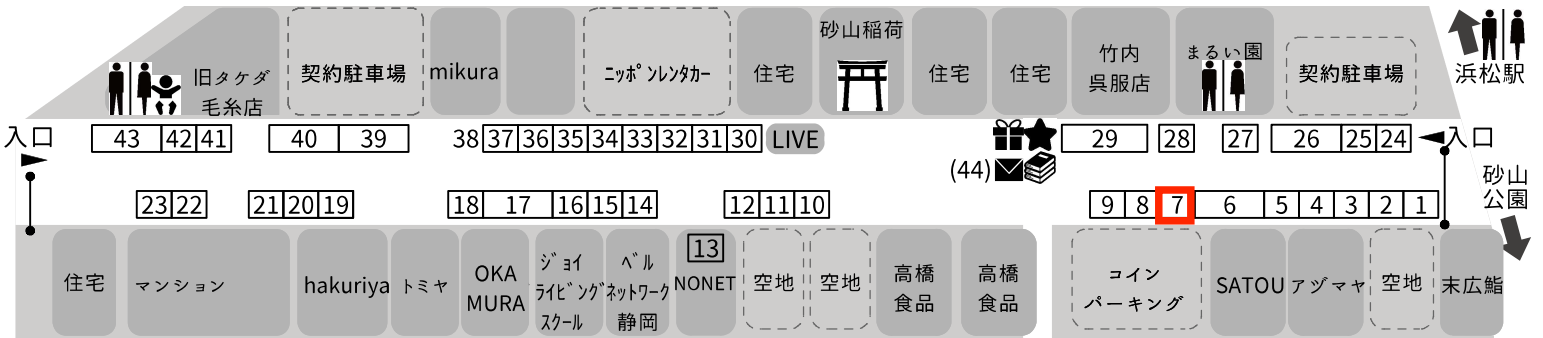 砂山稲荷
旧タケダ
毛糸店
契約駐車場
mikura
ニッポンレンタカー
住宅
住宅
住宅
竹内
呉服店
まるい園
契約駐車場
浜松駅
入口
43 42 41
40 39
38 37 36 35 34 33 32 31 30
LIVE
(44)
29
28
27
26 25 24
入口
砂山
公園
23 22
21 20 19
18 17 16 15 14
12 11 10
9 8 7 6 5 4 3 2 1
住宅
マンション
hakuriya
トミヤ
OKA
MURA
ジョイ
ライビング
スクール
ベル
ネットワーク
静岡
13
NONET
空地
空地
高橋
食品
高橋
食品
コイン
パーキング
SATOU
アヅマヤ
空地
末広鮨